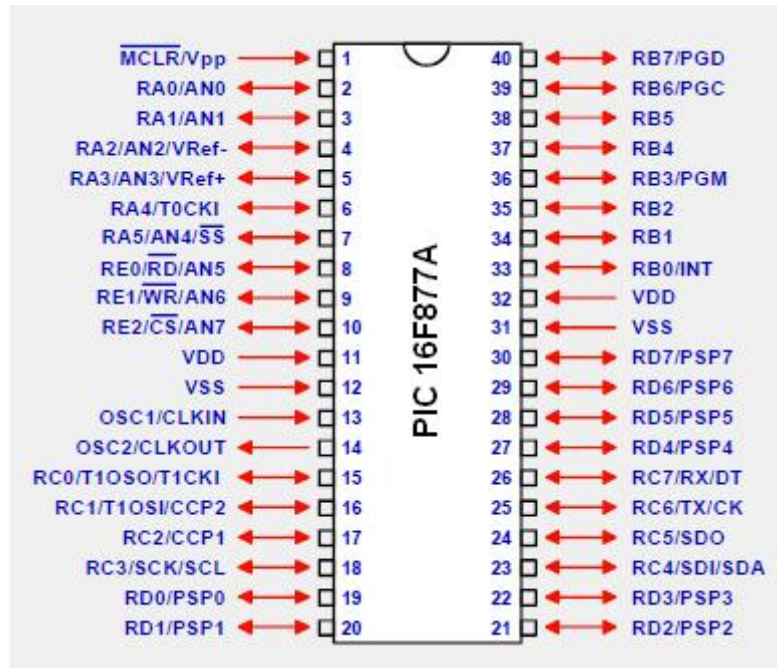 MCLR/Vpp 1 40 RB7/PGD
RA0/AN0 2 39 RB6/PGC
RA1/AN1 3 38 RB5
RA2/AN2/VRef- 4 37 RB4
RA3/AN3/VRef+ 5 36 RB3/PGM
RA4/T0CKI 6 35 RB2
RA5/AN4/SS 7 34 RB1
RE0/RD/AN5 8 33 RB0/INT
RE1/WR/AN6 9 32 VDD
RE2/CS/AN7 10 31 VSS
VDD 11 30 RD7/PSP7
VSS 12 29 RD6/PSP6
OSC1/CLKIN 13 28 RD5/PSP5
OSC2/CLKOUT 14 27 RD4/PSP4
RC0/T1OSO/T1CKI 15 26 RC7/RX/DT
RC1/T1OSI/CCP2 16 25 RC6/TX/CK
RC2/CCP1 17 24 RC5/SDO
RC3/SCK/SCL 18 23 RC4/SDI/SDA
RD0/PSP0 19 22 RD3/PSP3
RD1/PSP1 20 21 RD2/PSP2
PIC 16F877A